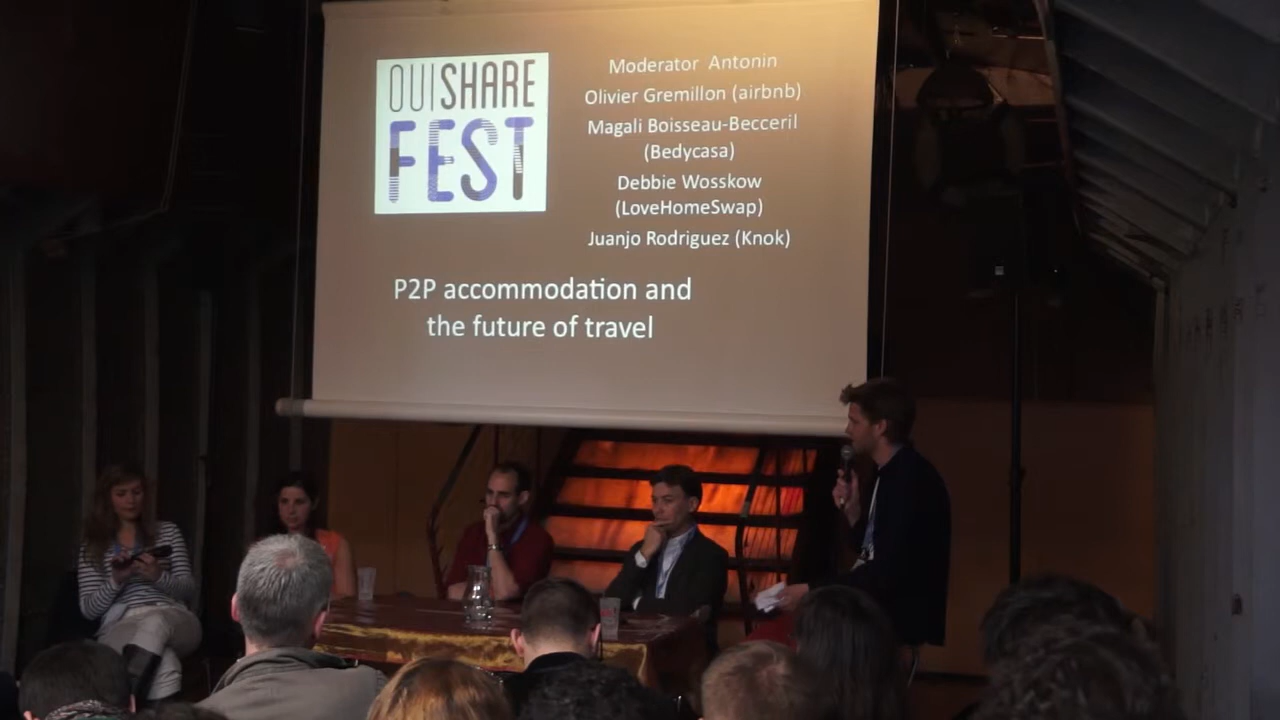 OUISHARE
FEST
Moderator Antonin
Olivier Gremillon (airbnb)
Magali Boisseau-Becceril
(Bedycasa)
Debbie Wosskow
(LoveHomeSwap)
Juanjo Rodriguez (Knok)
P2P accommodation and
the future of travel